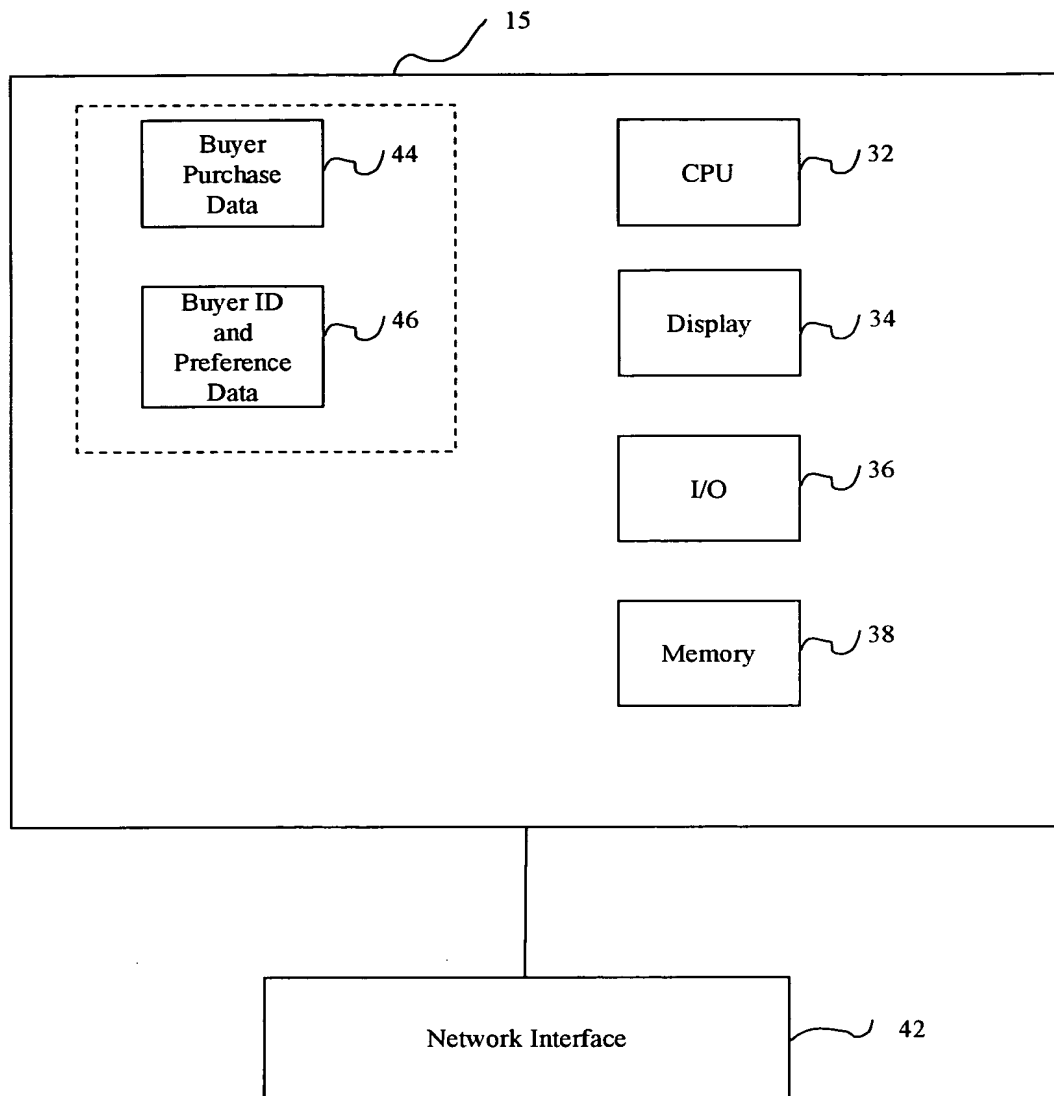 15
Buyer
Purchase
Data
44
CPU
32
Buyer ID
and
Preference
Data
46
Display
34
I/O
36
Memory
38
Network Interface
42